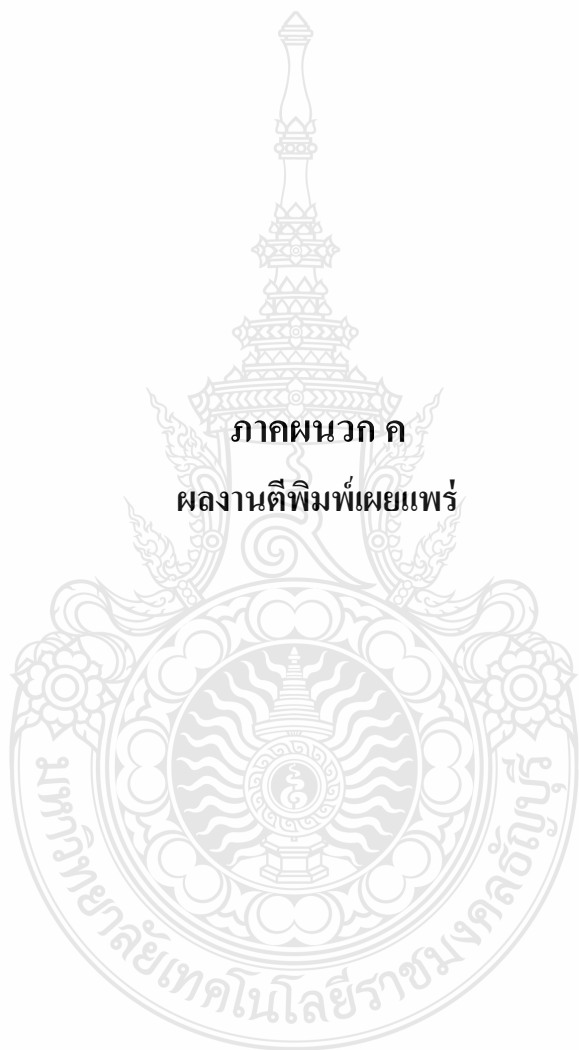 ภาคผนวก ค
ผลงานตีพิมพ์เผยแพร่
มหาวิทยาลัยเทคโนโลยีราชมงคลธัญบุรี